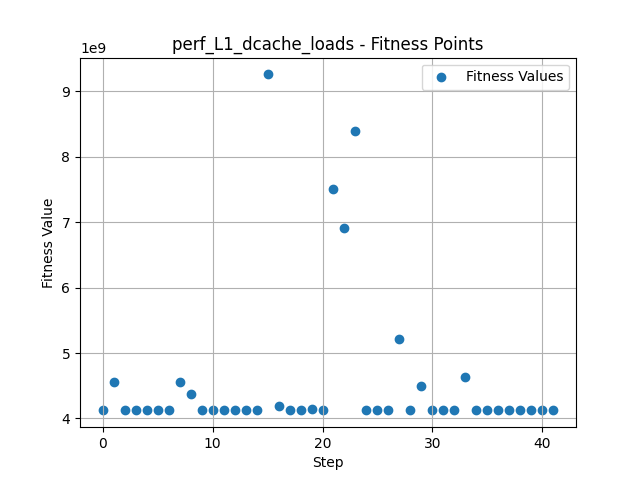 perf_L1_dcache_loads - Fitness Points
1e9
Fitness Values
9
8
7
6
5
4
Fitness Value
0 10 20 30 40
Step